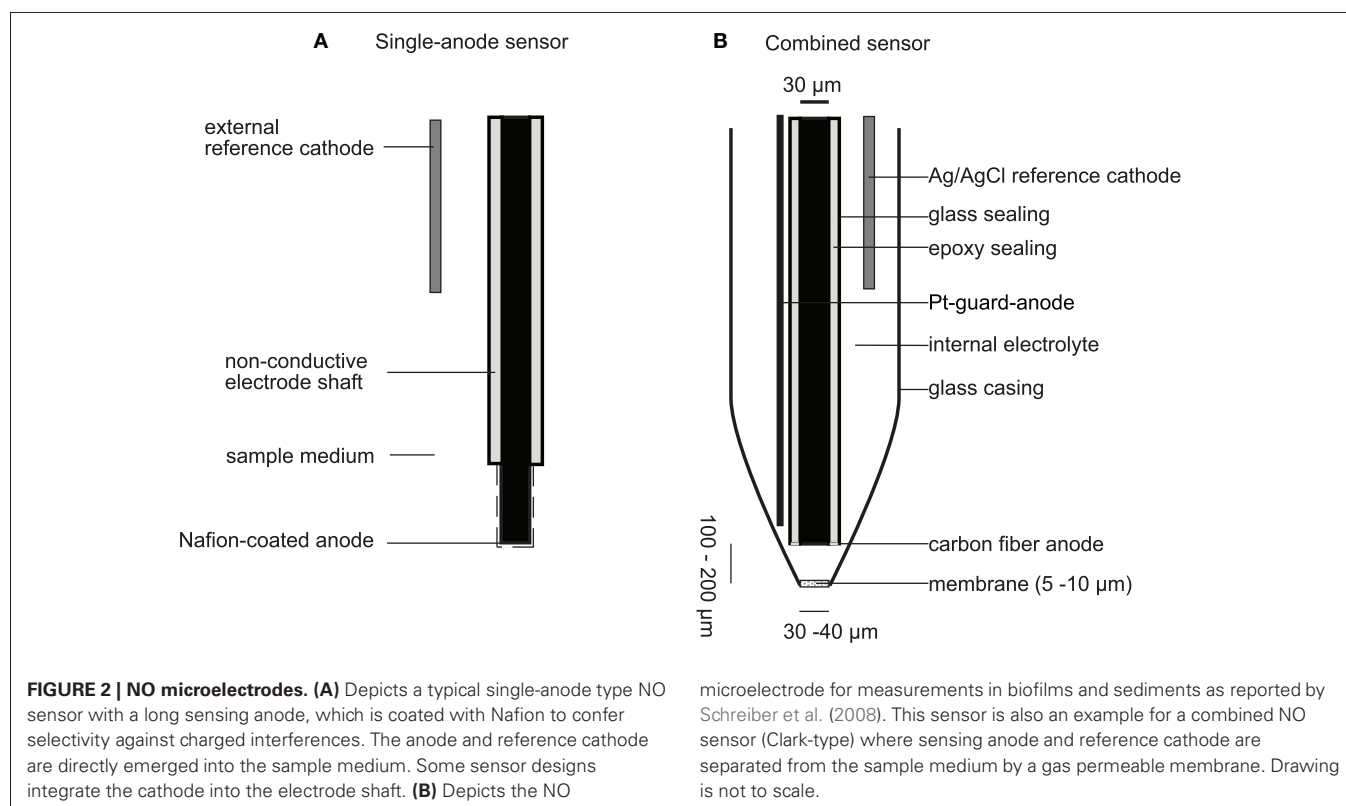 A Single-anode sensor
external
reference cathode
non-conductive
electrode shaft
sample medium
Nafion-coated anode
B Combined sensor
30 µm
Ag/AgCl reference cathode
glass sealing
epoxy sealing
Pt-guard-anode
internal electrolyte
glass casing
carbon fiber anode
membrane (5 -10 µm)
100 - 200 µm
30 -40 µm
FIGURE 2 | NO microelectrodes. (A) Depicts a typical single-anode type NO
sensor with a long sensing anode, which is coated with Nafion to confer
selectivity against charged interferences. The anode and reference cathode
are directly emerged into the sample medium. Some sensor designs
integrate the cathode into the electrode shaft. (B) Depicts the NO
microelectrode for measurements in biofilms and sediments as reported by
Schreiber et al. (2008). This sensor is also an example for a combined NO
sensor (Clark-type) where sensing anode and reference cathode are
separated from the sample medium by a gas permeable membrane. Drawing
is not to scale.